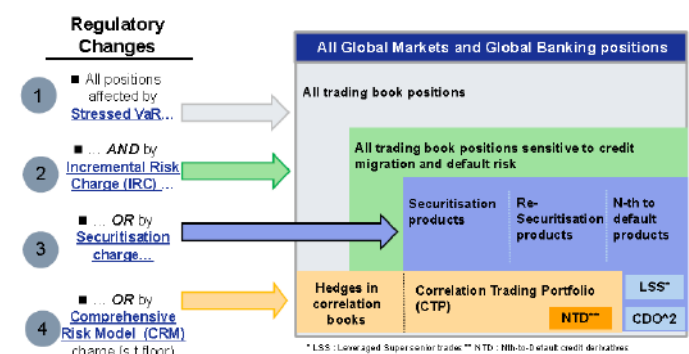 Regulatory
Changes
All Global Markets and Global Banking positions
1
■ All positions
affected by
Stressed VaR...
All trading book positions
2
■ ... AND by
Incremental Risk
Charge (IRC) ...
All trading book positions sensitive to credit
migration and default risk
3
■ ... OR by
Securitisation
charge...
Securitisation
products
Re-
Securitisation
products
N-th to
default
products
4
■ ... OR by
Comprehensive
Risk Model (CRM)
charge (s.t floor)
Hedges in
correlation
books
Correlation Trading Portfolio
(CTP)
NTD**
LSS*
CDO^2
* LSS : Leveraged Super senior trades ** NTD : Nth-to-Default credit derivatives